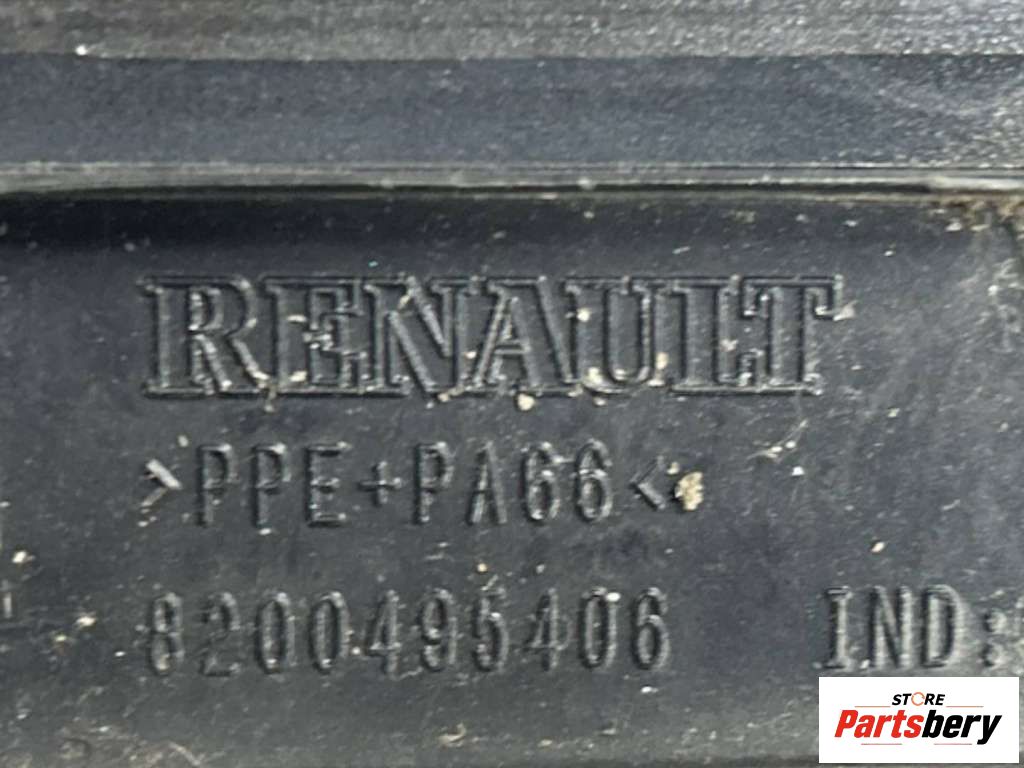 RENAULT
>PPE+PA66<
8200495406 IND:
STORE
Partsbery